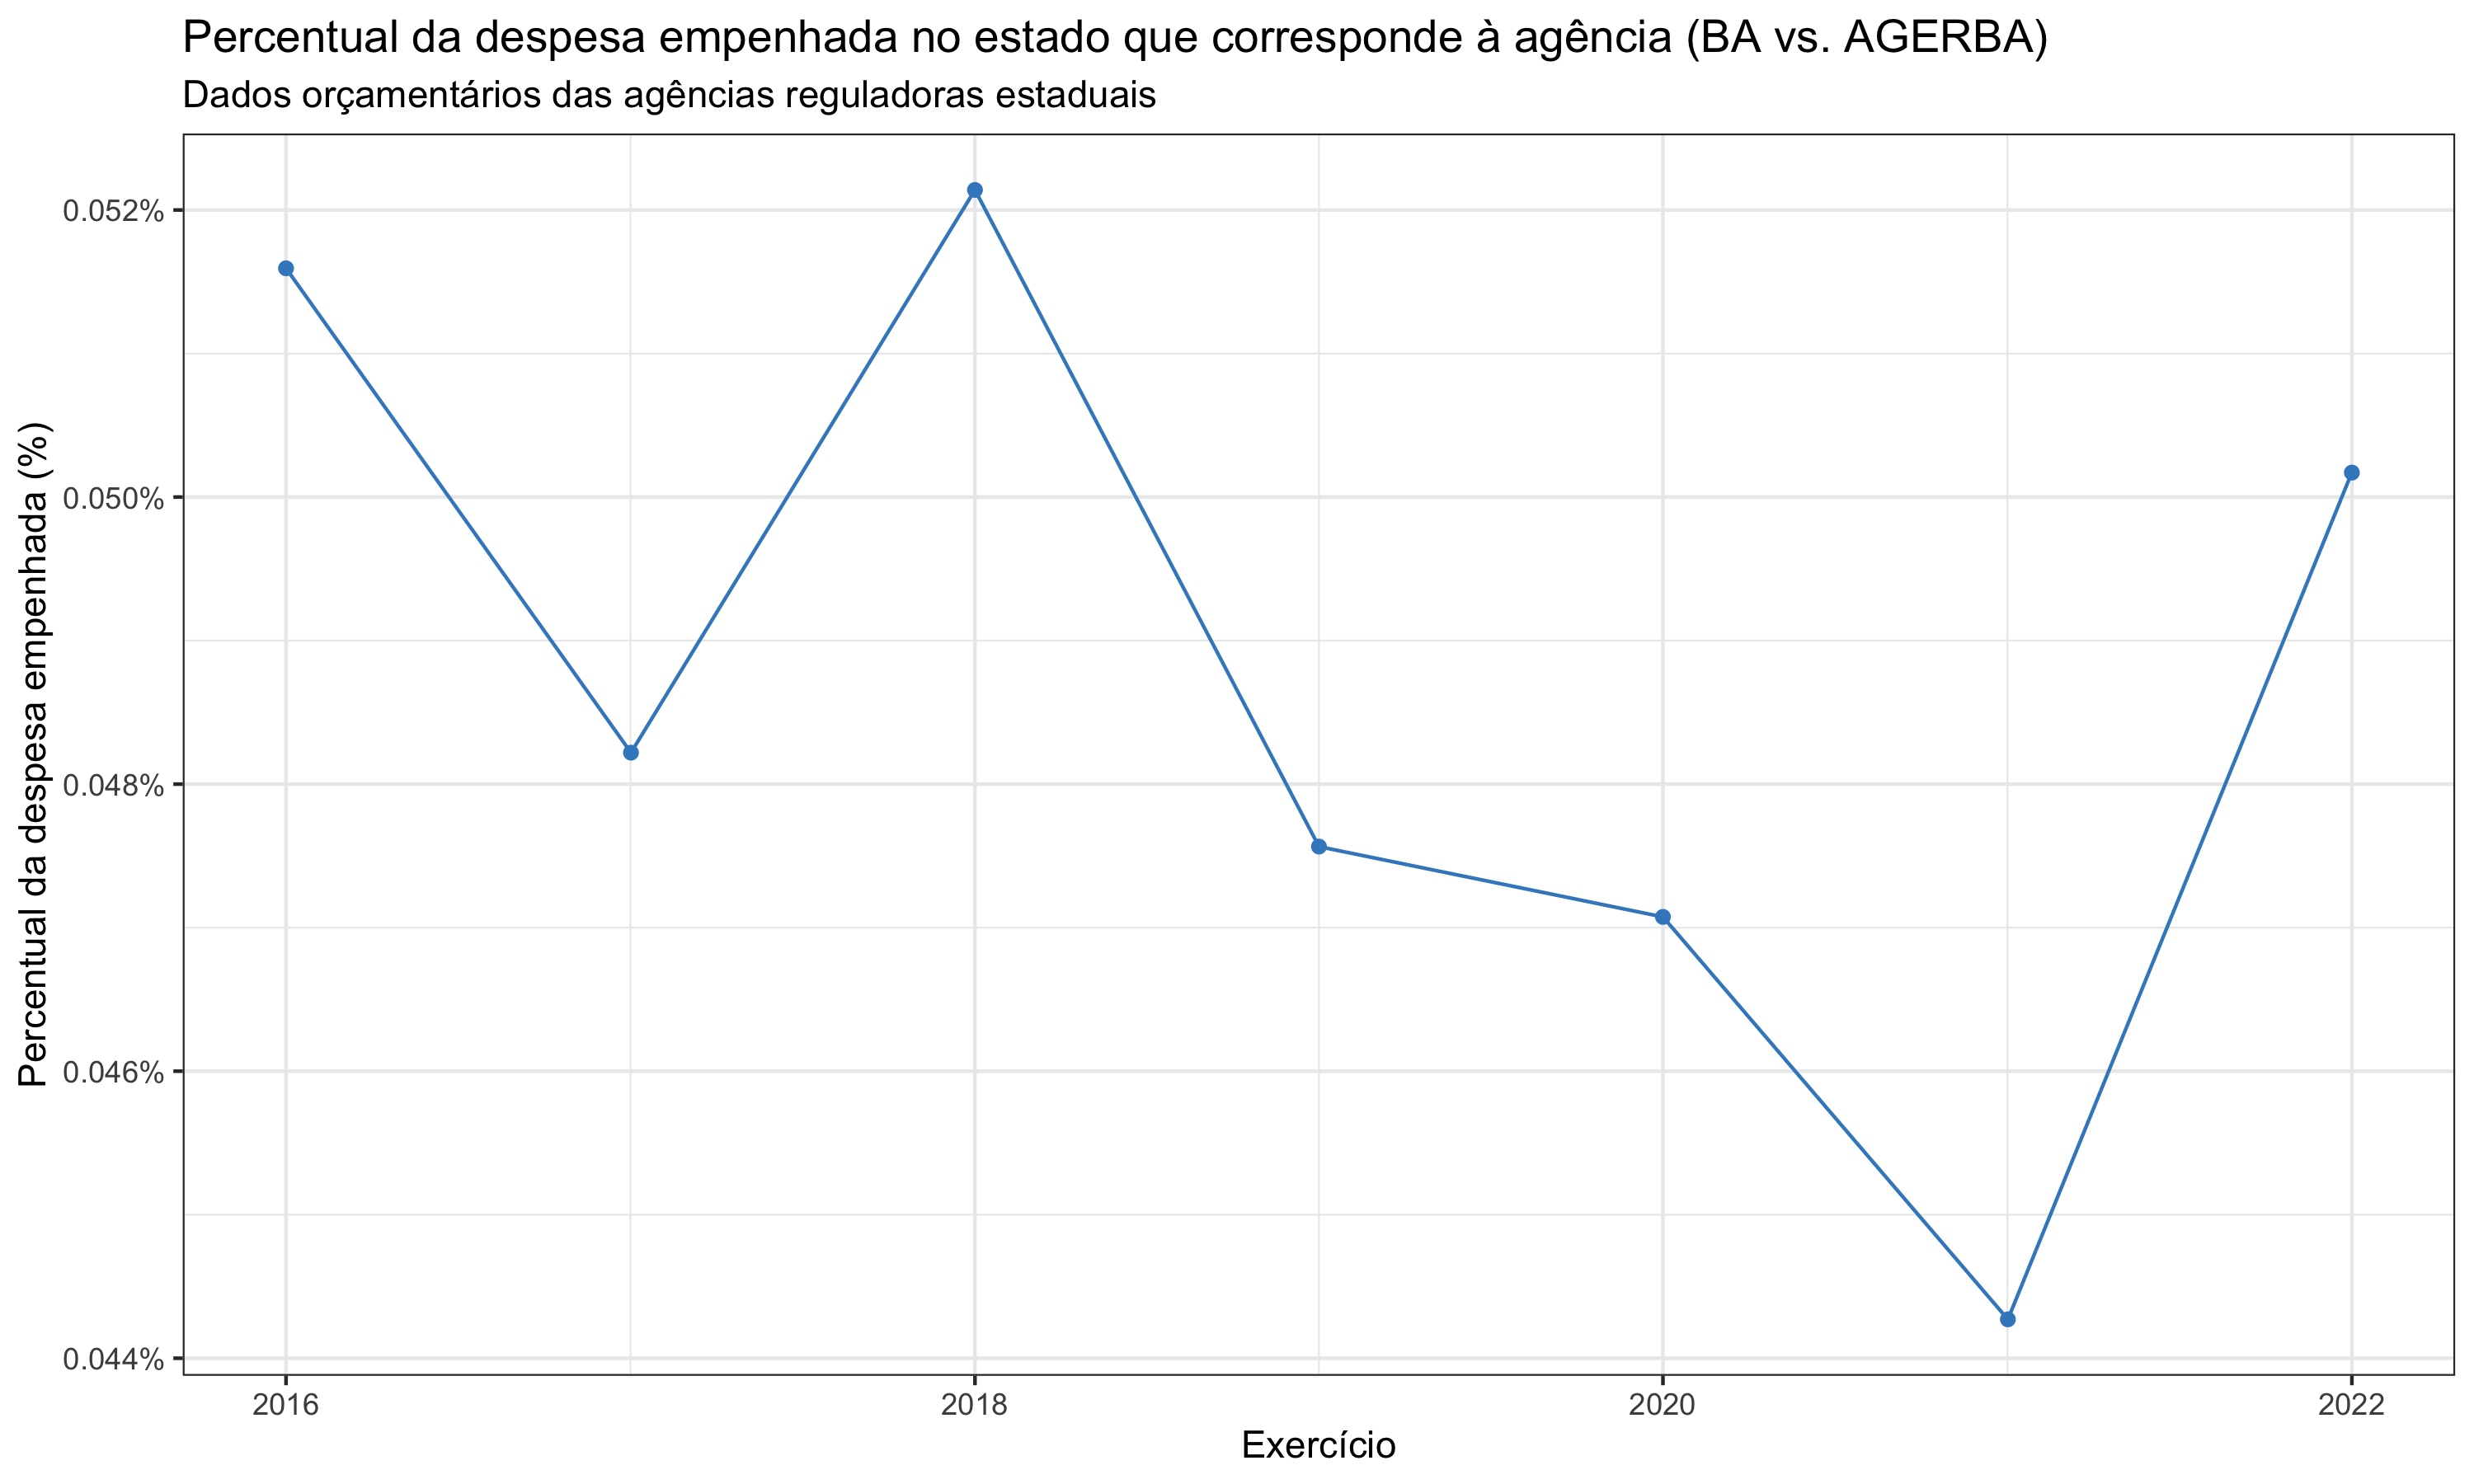 Percentual da despesa empenhada no estado que corresponde à agência (BA vs. AGERBA)
Dados orçamentários das agências reguladoras estaduais
Percentual da despesa empenhada (%)
0.052%
0.050%
0.048%
0.046%
0.044%
2016
2018
2020
2022
Exercício